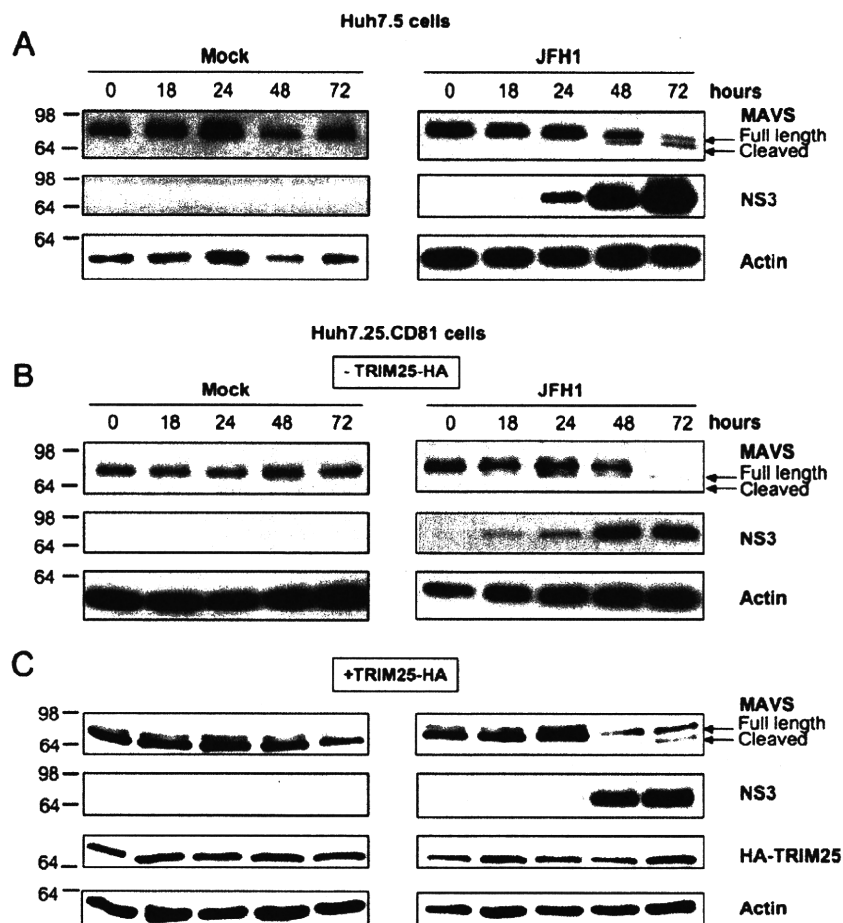 Huh7.5 cells
A
Mock
JFH1
0 18 24 48 72
0 18 24 48 72 hours
98
64
MAVS
Full length
Cleaved
98
64
NS3
64
Actin
Huh7.25.CD81 cells
B
- TRIM25-HA
Mock
JFH1
0 18 24 48 72
0 18 24 48 72 hours
98
64
MAVS
Full length
Cleaved
98
64
NS3
64
Actin
C
+TRIM25-HA
98
64
MAVS
Full length
Cleaved
98
64
NS3
64
HA-TRIM25
64
Actin